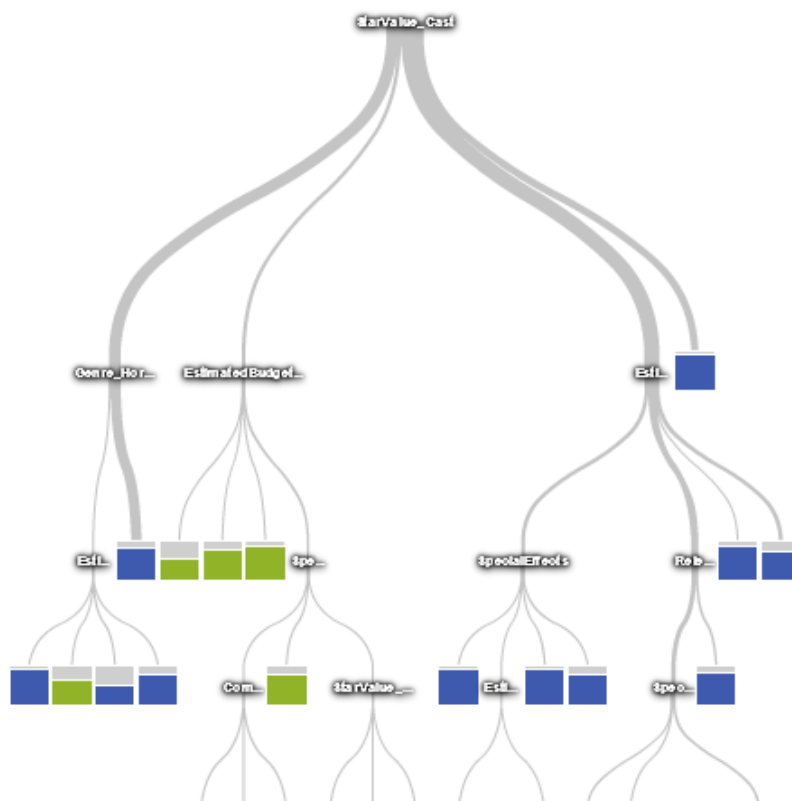 StarValue_Cast
Genre_Hor...
EstimatedBudget...
Esti...
Esti...
Spe...
SpecialEffects
Rele...
Com...
StarValue_...
Esti...
Spec...